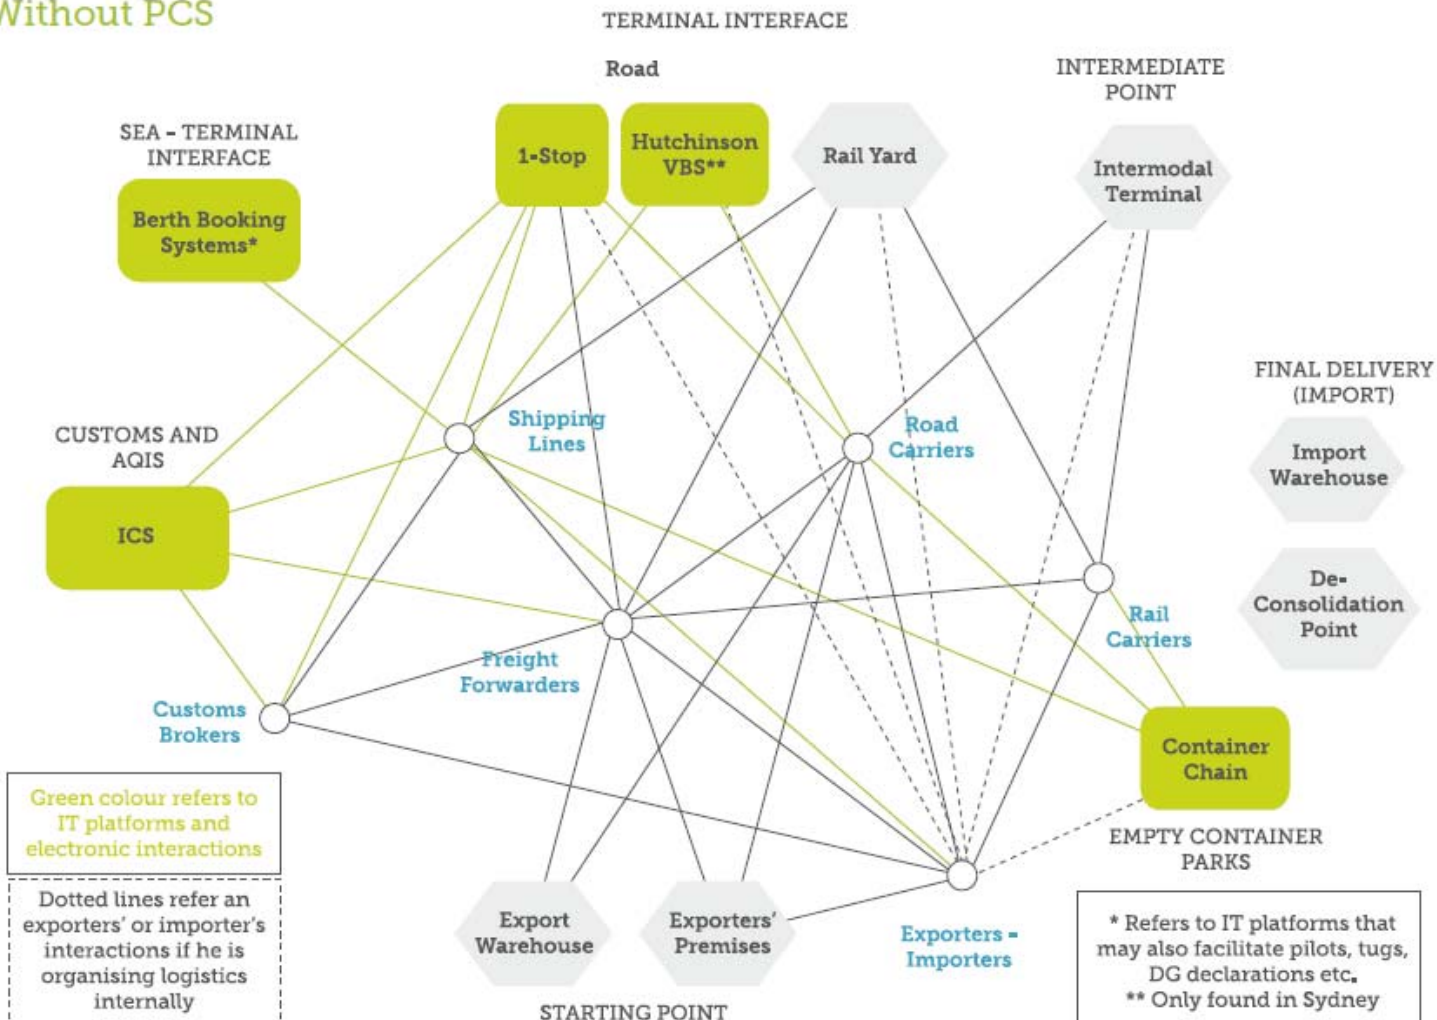 Without PCS
TERMINAL INTERFACE
Road
INTERMEDIATE
POINT
SEA - TERMINAL
INTERFACE
1-Stop
Hutchinson
VBS**
Rail Yard
Intermodal
Terminal
Berth Booking
Systems*
FINAL DELIVERY
(IMPORT)
Shipping
Lines
Road
Carriers
CUSTOMS AND
AQIS
Import
Warehouse
ICS
De-
Consolidation
Point
Rail
Carriers
Freight
Forwarders
Customs
Brokers
Container
Chain
Green colour refers to
IT platforms and
electronic interactions
EMPTY CONTAINER
PARKS
Dotted lines refer an
exporters' or importer's
interactions if he is
organising logistics
internally
Export
Warehouse
Exporters'
Premises
Exporters -
Importers
* Refers to IT platforms that
may also facilitate pilots, tugs,
DG declarations etc.
** Only found in Sydney
STARTING POINT